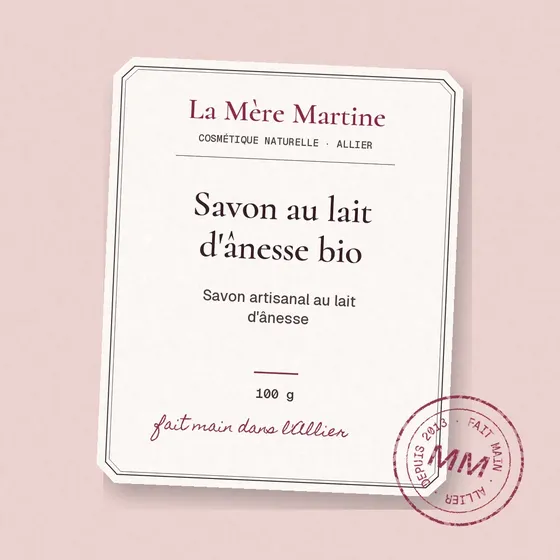 La Mère Martine
COSMÉTIQUE NATURELLE · ALLIER
Savon au lait
d'ânesse bio
Savon artisanal au lait
d'ânesse
100 g
fait main dans l'Allier
DEPUIS 2013 · FAIT MAIN · ALLIER
MM